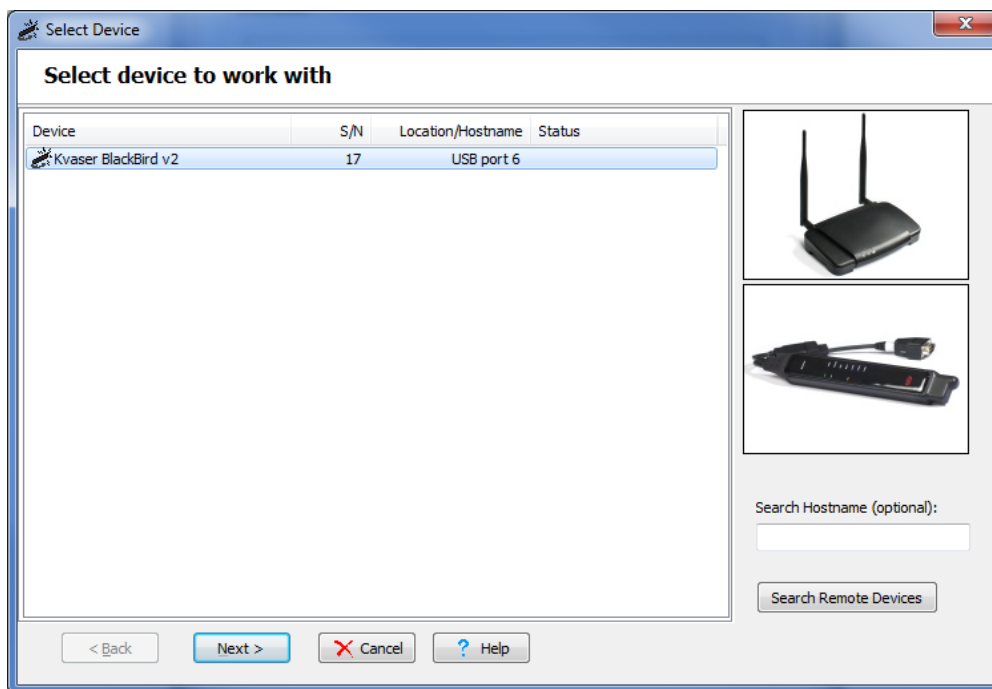 Select Device
Select device to work with
Device S/N Location/Hostname Status
Kvaser BlackBird v2 17 USB port 6
Search Hostname (optional):
Search Remote Devices
< Back Next > Cancel Help